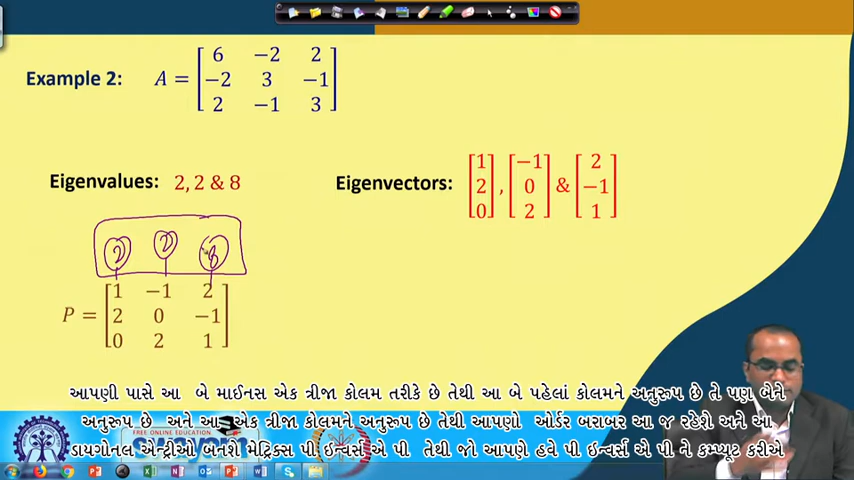 Example 2: A = [ 6 −2 2
−2 3 −1
2 −1 3 ]
Eigenvalues: 2, 2 & 8
Eigenvectors: [ 1 2 0 ], [ −1 0 2 ] & [ 2 −1 1 ]
2 2 8
P = [ 1 −1 2
2 0 −1
0 2 1 ]
આપણી પાસે આ બે માઈનસ એક ત્રીજા કોલમ તરીકે છે તેથી આ બે પહેલાં કોલમને અનુરૂપ છે તે પણ બેને
અનુરૂપ છે અને આ એક ત્રીજા કોલમને અનુરૂપ છે તેથી આપણો ઓર્ડર બરાબર આ જ રહેશે અને આ
ડાયગોનલ એન્ટ્રીઓ બનશે મેટ્રિક્સ પી ઈન્વર્સ એ પી તેથી જો આપણે હવે પી ઇન્વર્સ એ પી ને કમ્પ્યૂટ કરીએ
FREE ONLINE EDUCATION